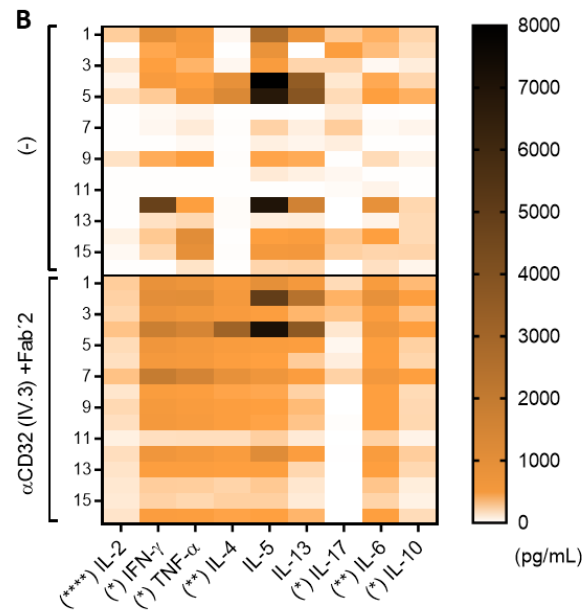 B
(-)
1
3
5
7
9
11
13
15
αCD32 (IV.3) +Fab´2
1
3
5
7
9
11
13
15
(****) IL-2
(*) IFN-γ
(*) TNF-α
(**) IL-4
IL-5
IL-13
(*) IL-17
(**) IL-6
(*) IL-10
8000
7000
6000
5000
4000
3000
2000
1000
0
(pg/mL)